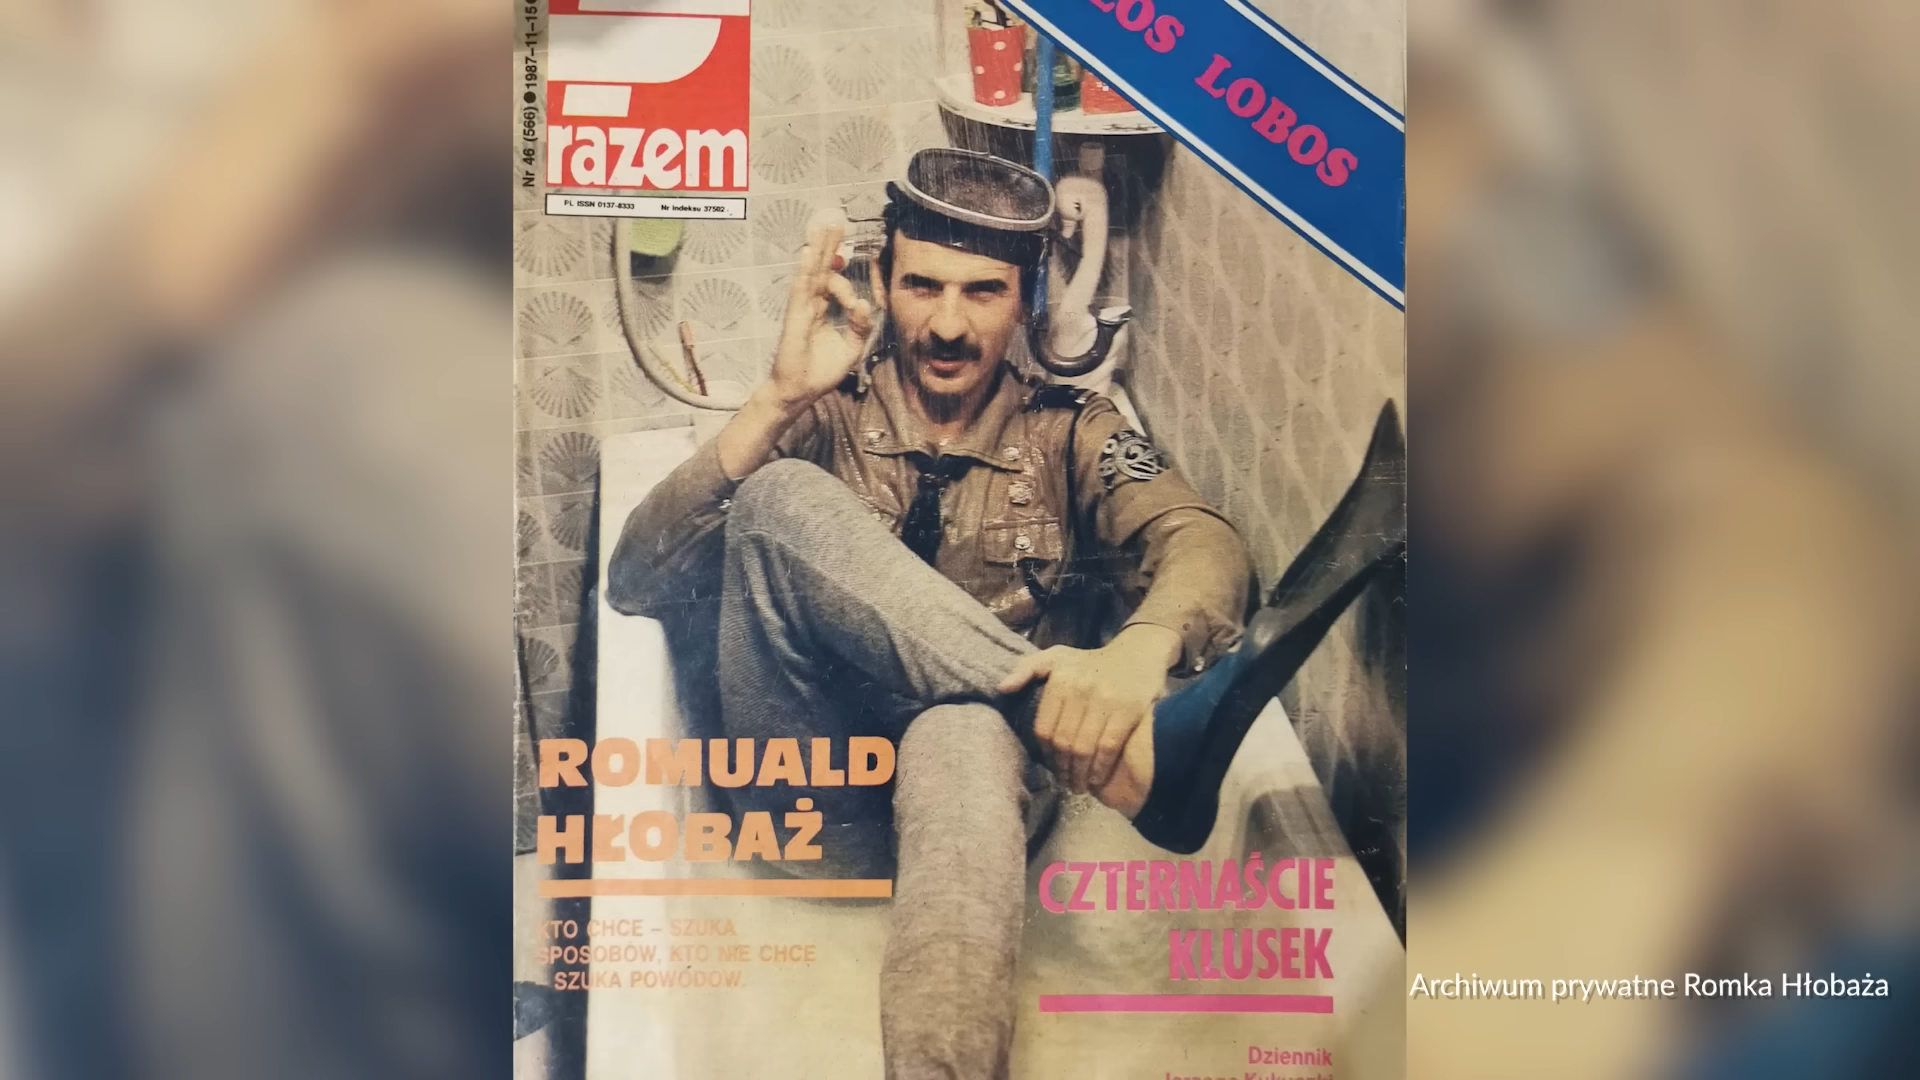 Nr 46 (566) ● 1987-11-15
razem
PL ISSN 0137-8333 Nr indeksu 37502
LOS LOBOS
ROMUALD
HŁOBAŻ
KTO CHCE – SZUKA
SPOSOBÓW, KTO NIE CHCE
– SZUKA POWODÓW.
CZTERNAŚCIE
KLUSEK
Dziennik
Archiwum prywatne Romka Hłobaża